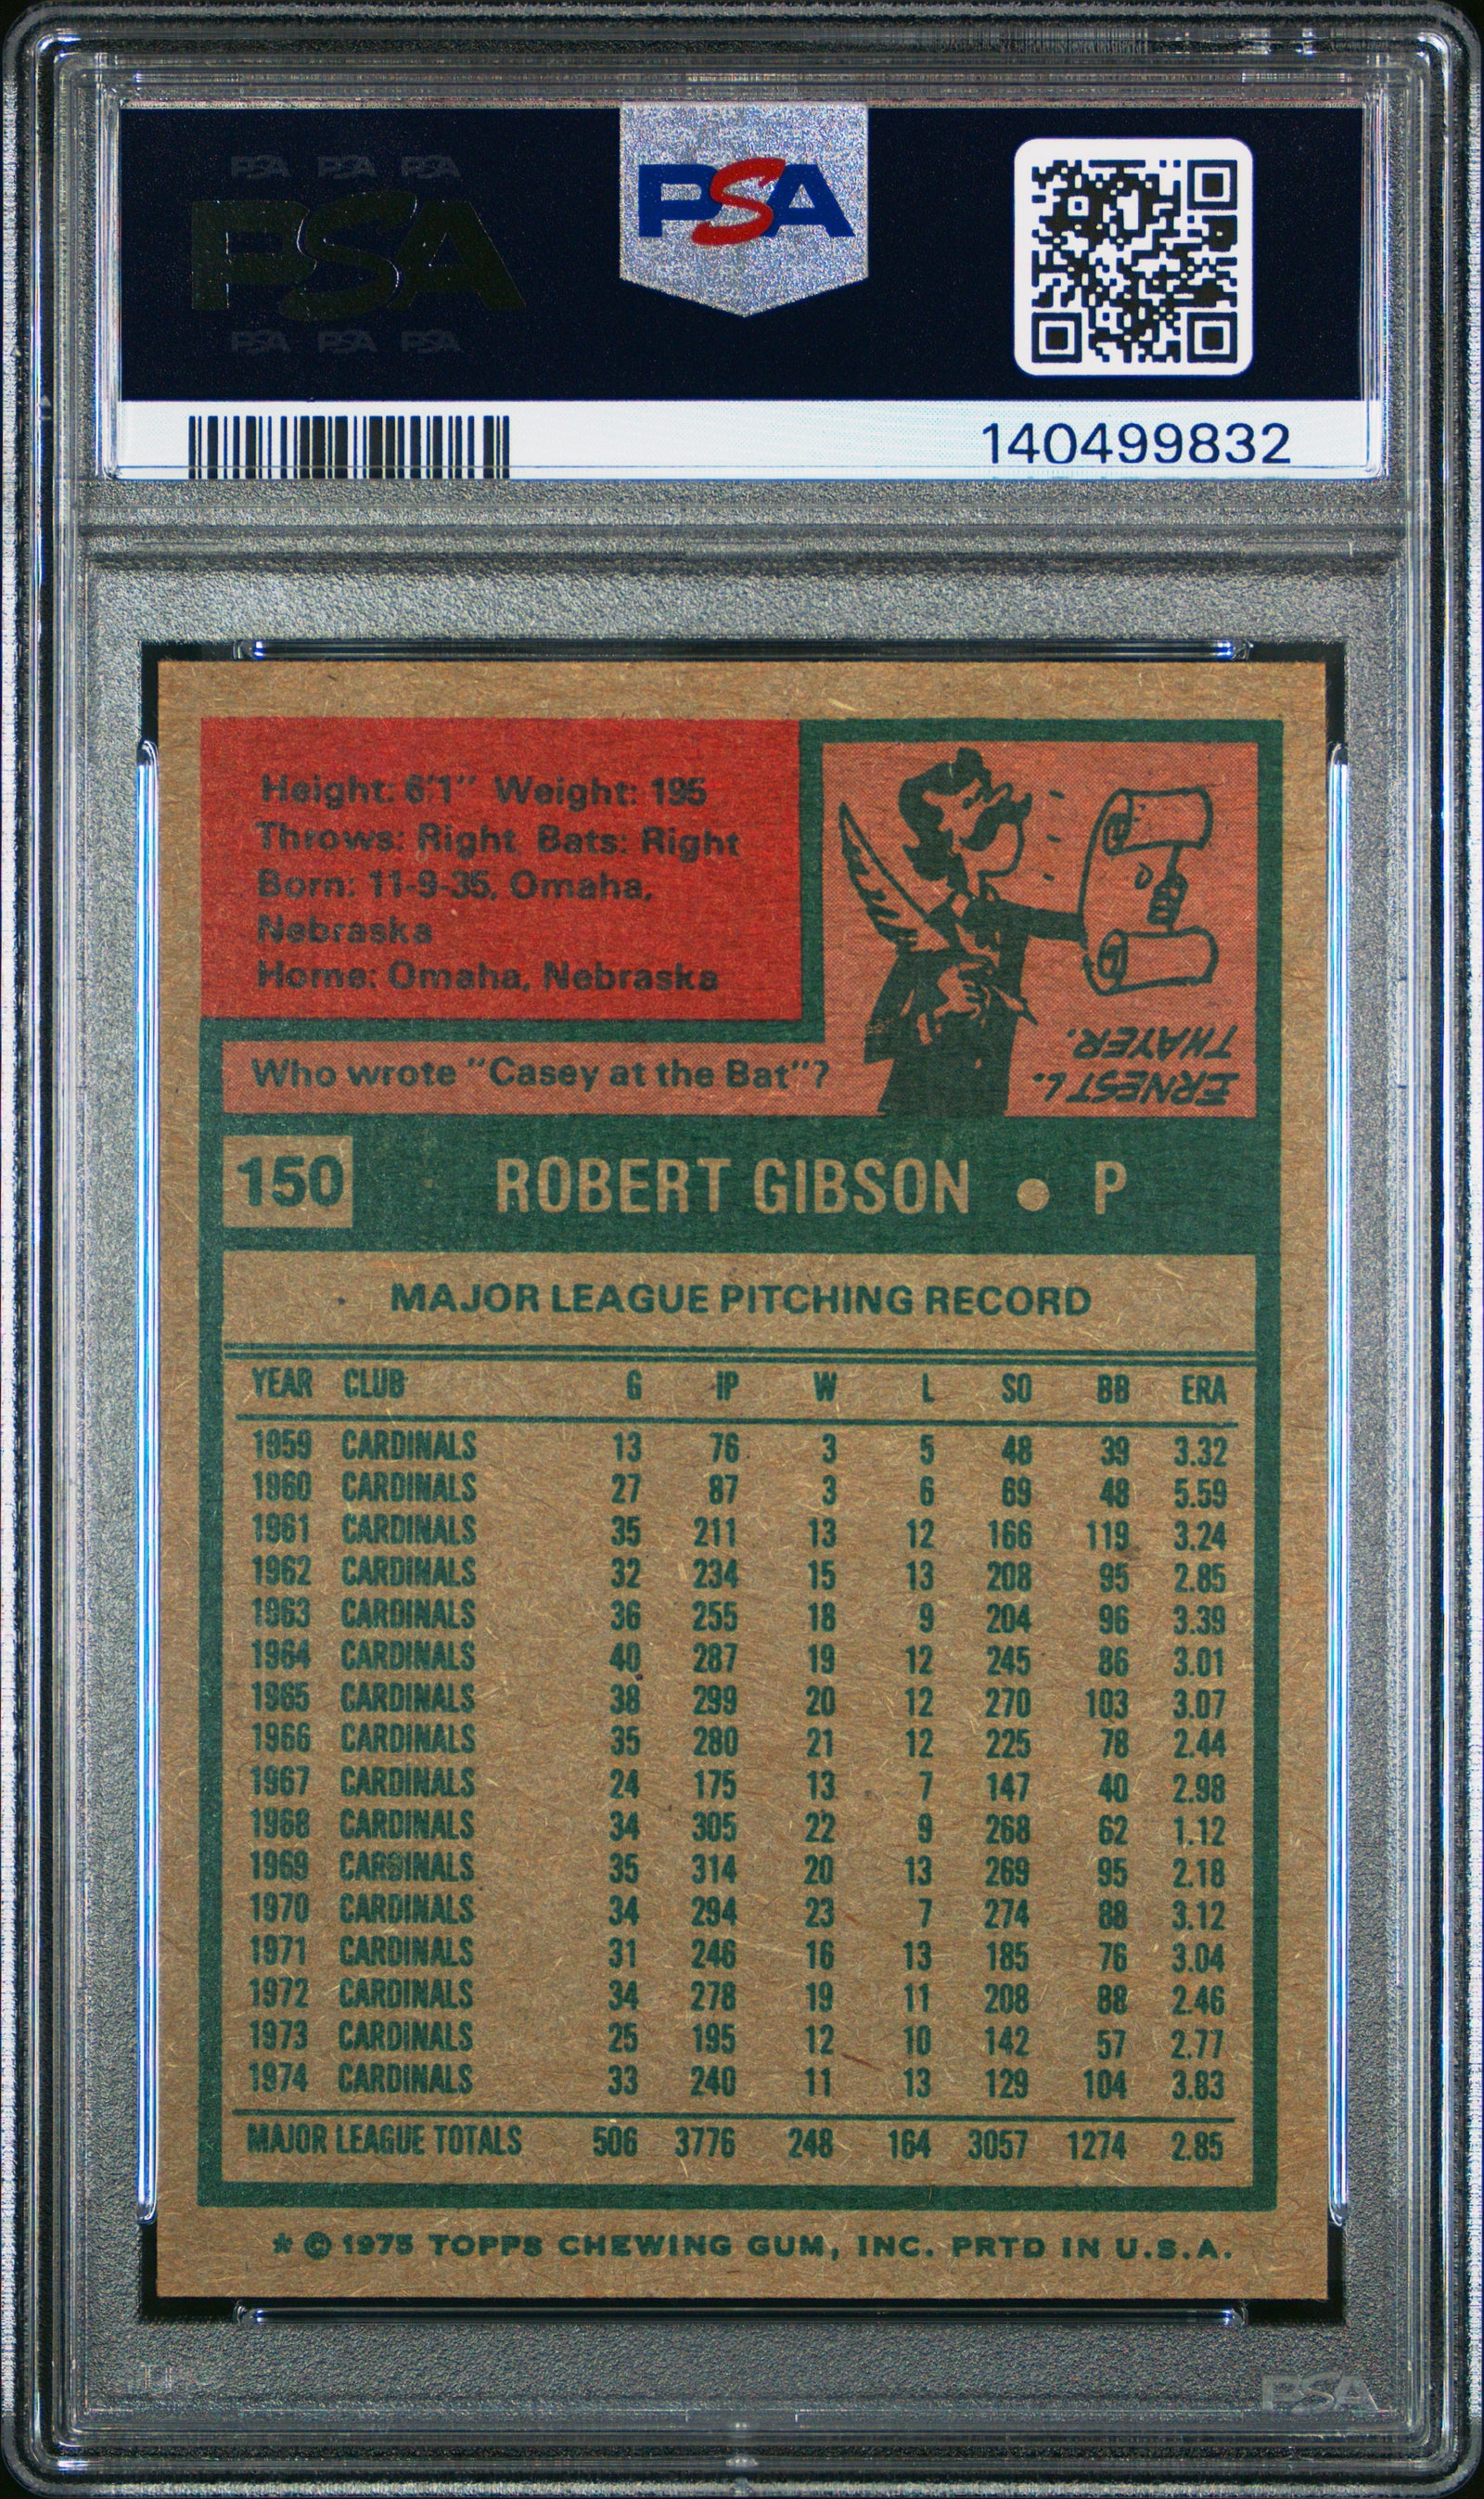 PSA PSA PSA
PSA
PSA PSA PSA
PSA
140499832
Height: 6'1" Weight: 195
Throws: Right Bats: Right
Born: 11-9-35, Omaha,
Nebraska
Home: Omaha, Nebraska
Who wrote "Casey at the Bat"?
ERNEST L.
THAYER.
150 ROBERT GIBSON • P
MAJOR LEAGUE PITCHING RECORD
YEAR CLUB G IP W L SO BB ERA
1959 CARDINALS 13 76 3 5 48 39 3.32
1960 CARDINALS 27 87 3 6 69 48 5.59
1961 CARDINALS 35 211 13 12 166 119 3.24
1962 CARDINALS 32 234 15 13 208 95 2.85
1963 CARDINALS 36 255 18 9 204 96 3.39
1964 CARDINALS 40 287 19 12 245 86 3.01
1965 CARDINALS 38 299 20 12 270 103 3.07
1966 CARDINALS 35 280 21 12 225 78 2.44
1967 CARDINALS 24 175 13 7 147 40 2.98
1968 CARDINALS 34 305 22 9 268 62 1.12
1969 CARDINALS 35 314 20 13 269 95 2.18
1970 CARDINALS 34 294 23 7 274 88 3.12
1971 CARDINALS 31 246 16 13 185 76 3.04
1972 CARDINALS 34 278 19 11 208 88 2.46
1973 CARDINALS 25 195 12 10 142 57 2.77
1974 CARDINALS 33 240 11 13 129 104 3.83
MAJOR LEAGUE TOTALS 506 3776 248 164 3057 1274 2.85
* © 1975 TOPPS CHEWING GUM, INC. PRTD IN U.S.A.
PSA